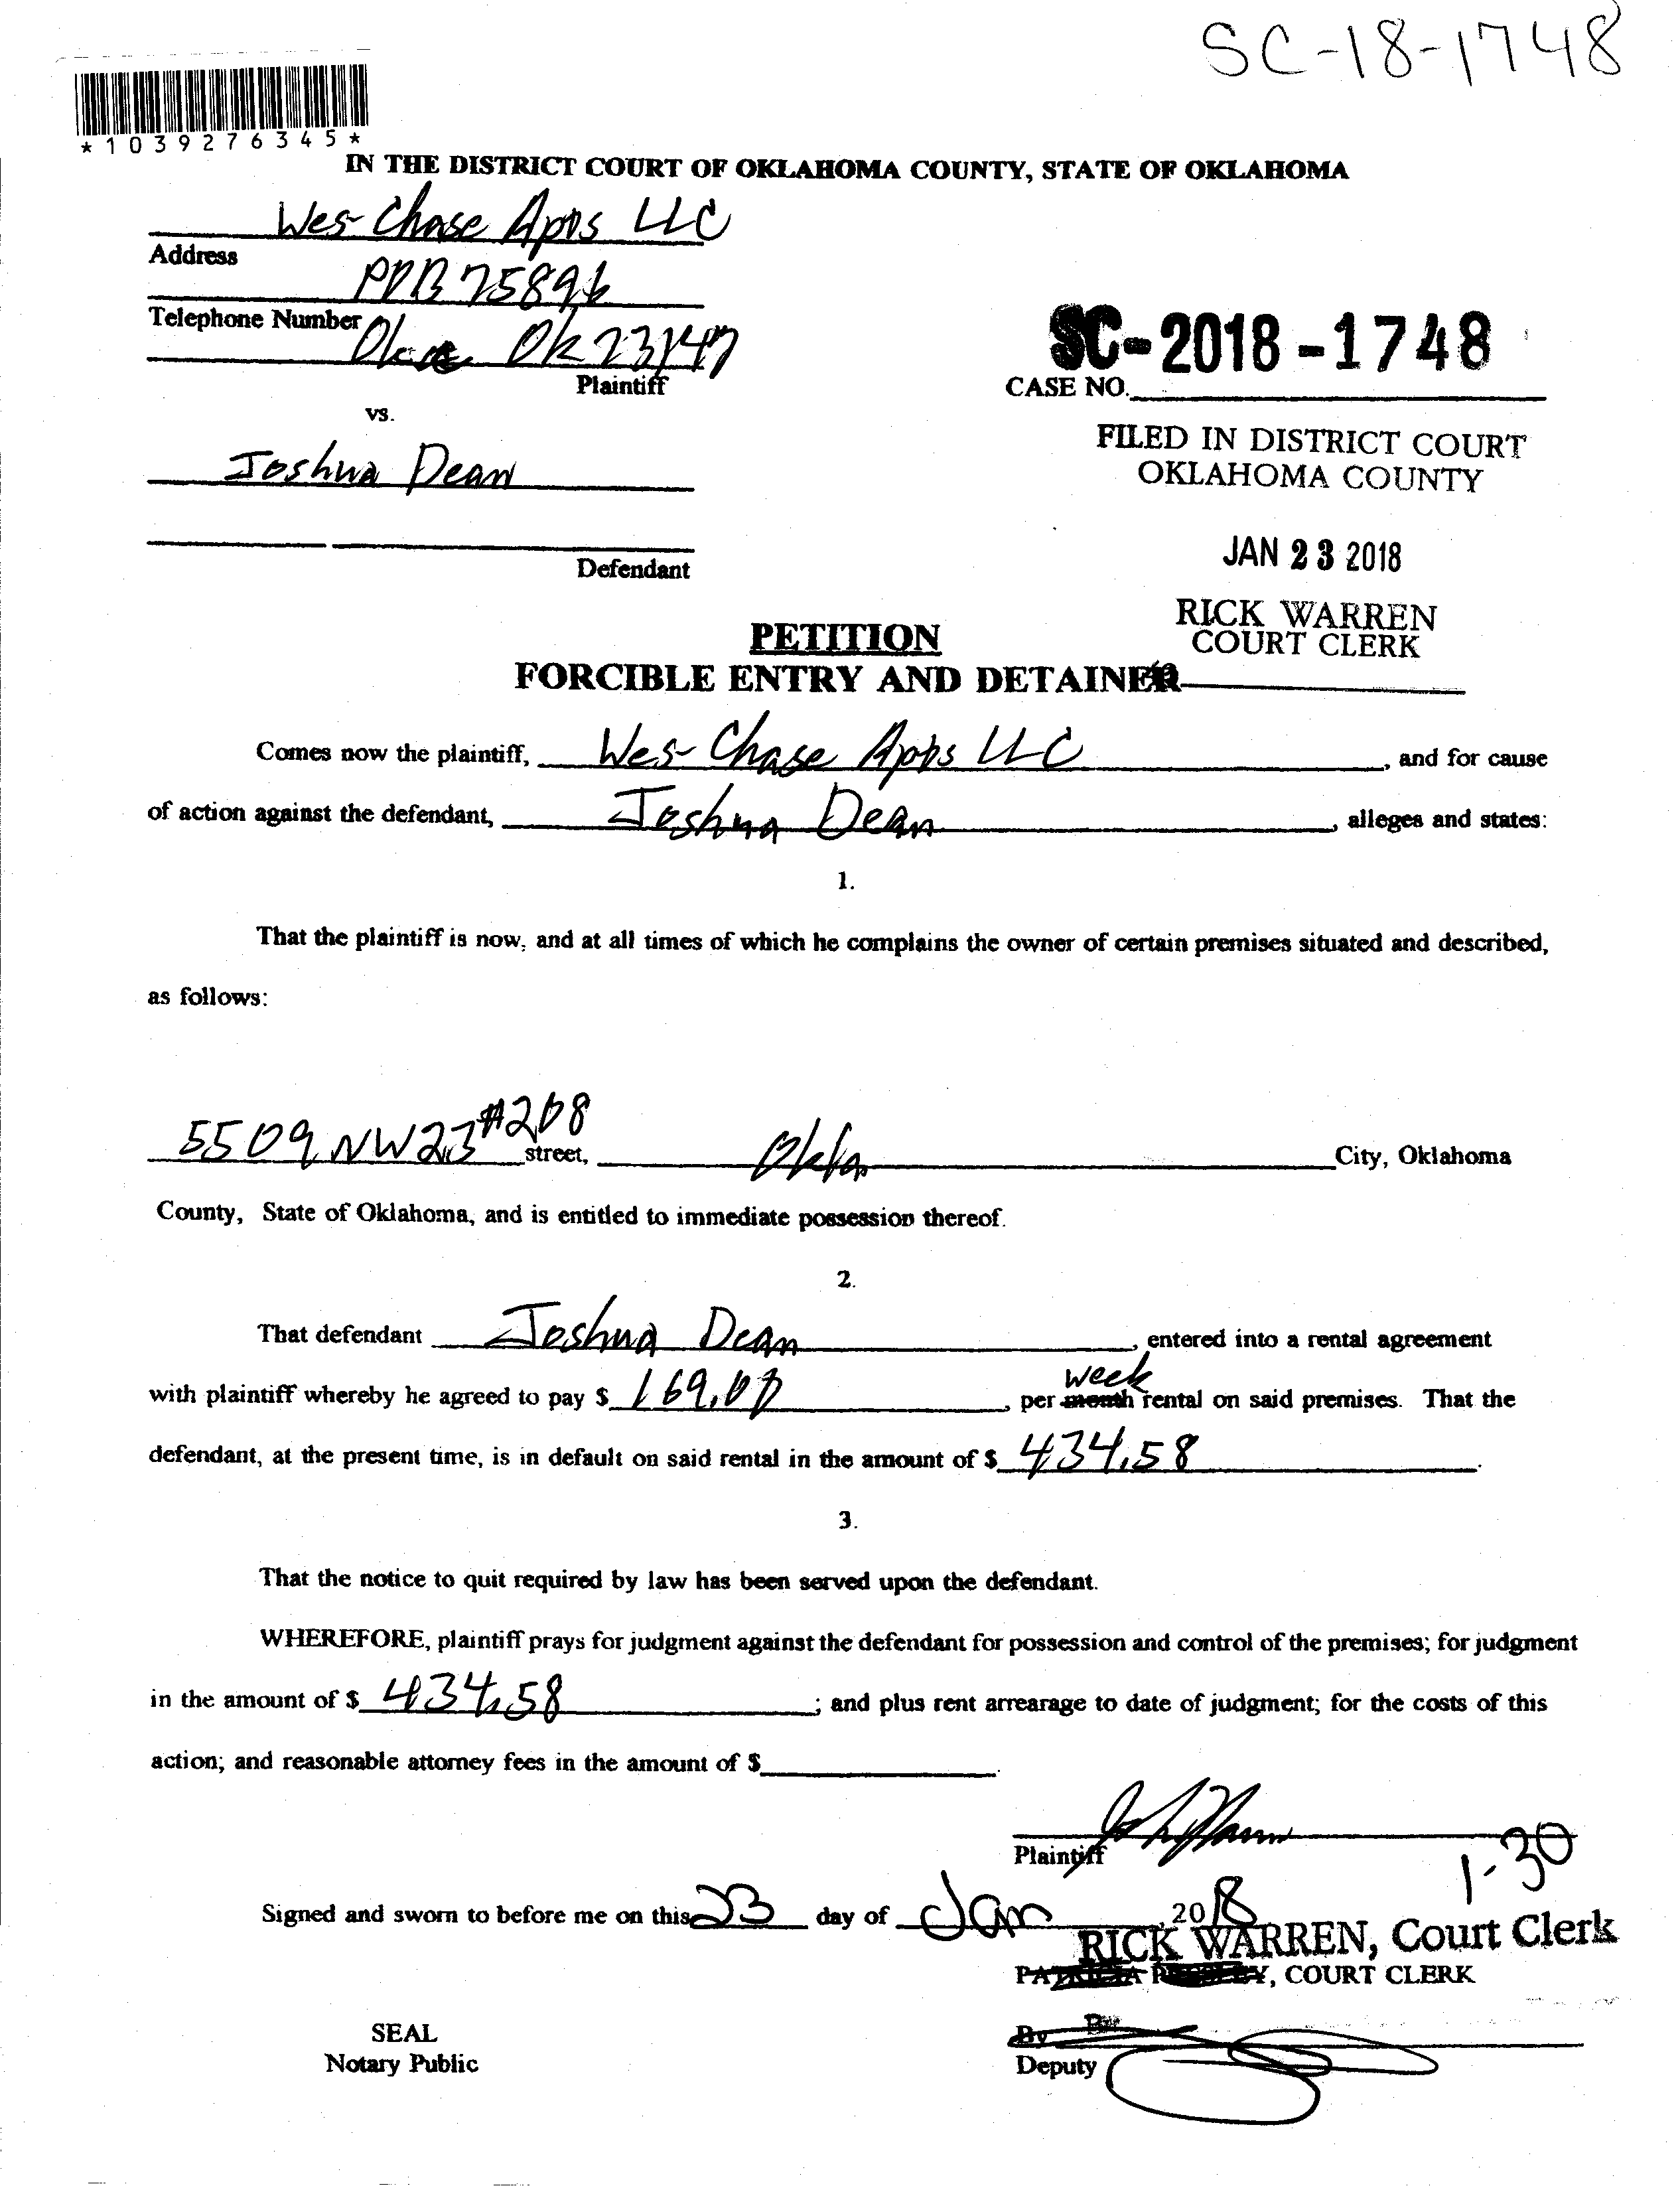 SC-18-1748
*1039276345*
IN THE DISTRICT COURT OF OKLAHOMA COUNTY, STATE OF OKLAHOMA
Wes-Chase Apts LLC
Address
POB 75896
Telephone Number
Ok 73147
Plaintiff
vs.
SC-2018-1748
CASE NO.
FILED IN DISTRICT COURT
OKLAHOMA COUNTY
Joshua Dean
Defendant
JAN 23 2018
RICK WARREN
COURT CLERK
PETITION
FORCIBLE ENTRY AND DETAINER
Comes now the plaintiff, Wes-Chase Apts LLC, and for cause
of action against the defendant, Joshua Dean, alleges and states:
1.
That the plaintiff is now, and at all times of which he complains the owner of certain premises situated and described,
as follows:
5509 NW 23 #208 street, Okla City, Oklahoma
County, State of Oklahoma, and is entitled to immediate possession thereof.
2.
That defendant Joshua Dean, entered into a rental agreement
with plaintiff whereby he agreed to pay $ 169.00, per month week rental on said premises. That the
defendant, at the present time, is in default on said rental in the amount of $ 434.58.
3.
That the notice to quit required by law has been served upon the defendant.
WHEREFORE, plaintiff prays for judgment against the defendant for possession and control of the premises; for judgment
in the amount of $ 434.58; and plus rent arrearage to date of judgment; for the costs of this
action; and reasonable attorney fees in the amount of $
Plaintiff
1-30
Signed and sworn to before me on this 23 day of Jan, 2018
RICK WARREN, Court Clerk
, COURT CLERK
SEAL
Notary Public
By
Deputy